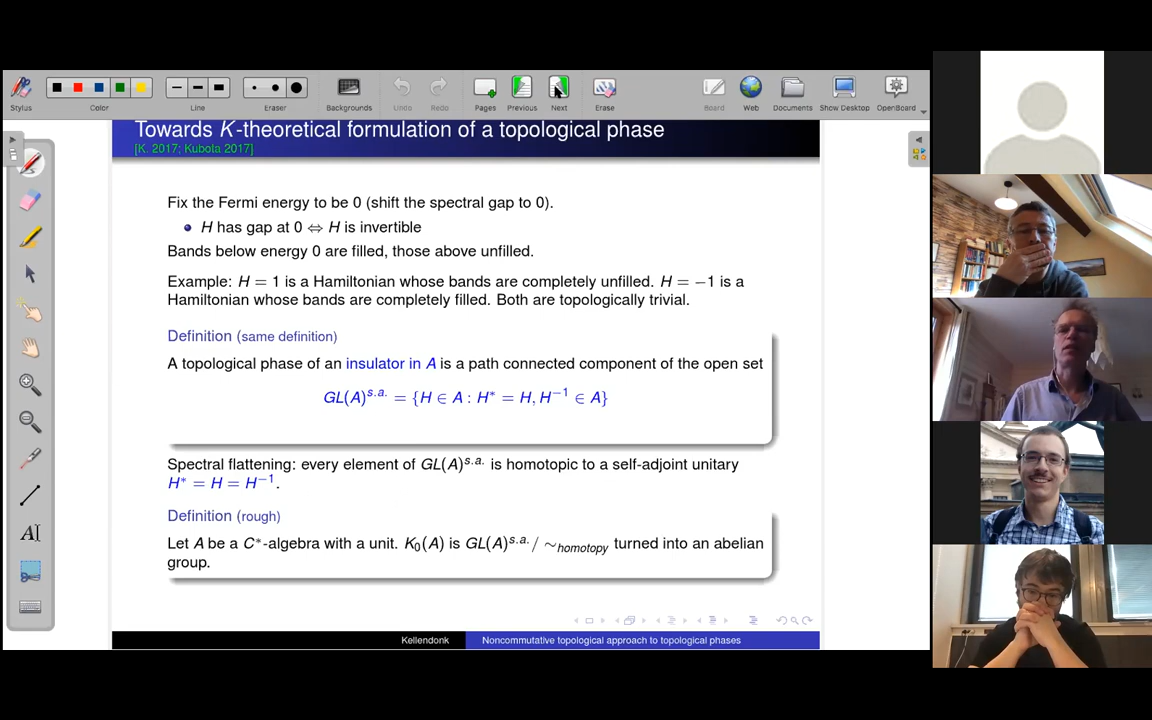 Stylus
Color
Line
Eraser
Backgrounds
Undo
Redo
Pages
Previous
Next
Erase
Board
Web
Documents
Show Desktop
OpenBoard
Towards K-theoretical formulation of a topological phase
[K. 2017; Kubota 2017]
Fix the Fermi energy to be 0 (shift the spectral gap to 0).
• H has gap at 0 ⇔ H is invertible
Bands below energy 0 are filled, those above unfilled.
Example: H = 1 is a Hamiltonian whose bands are completely unfilled. H = −1 is a
Hamiltonian whose bands are completely filled. Both are topologically trivial.
Definition (same definition)
A topological phase of an insulator in A is a path connected component of the open set
GL(A)^{s.a.} = {H ∈ A : H* = H, H^{−1} ∈ A}
Spectral flattening: every element of GL(A)^{s.a.} is homotopic to a self-adjoint unitary
H* = H = H^{−1}.
Definition (rough)
Let A be a C*-algebra with a unit. K_0(A) is GL(A)^{s.a.}/ ∼_{homotopy} turned into an abelian
group.
Kellendonk
Noncommutative topological approach to topological phases